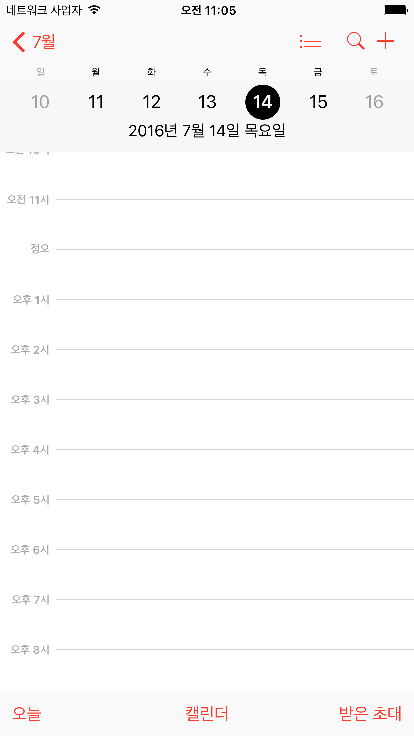 네트워크 사업자 오전 11:05
7월
일 월 화 수 목 금 토
10 11 12 13 14 15 16
2016년 7월 14일 목요일
오전 11시
정오
오후 1시
오후 2시
오후 3시
오후 4시
오후 5시
오후 6시
오후 7시
오후 8시
오늘 캘린더 받은 초대